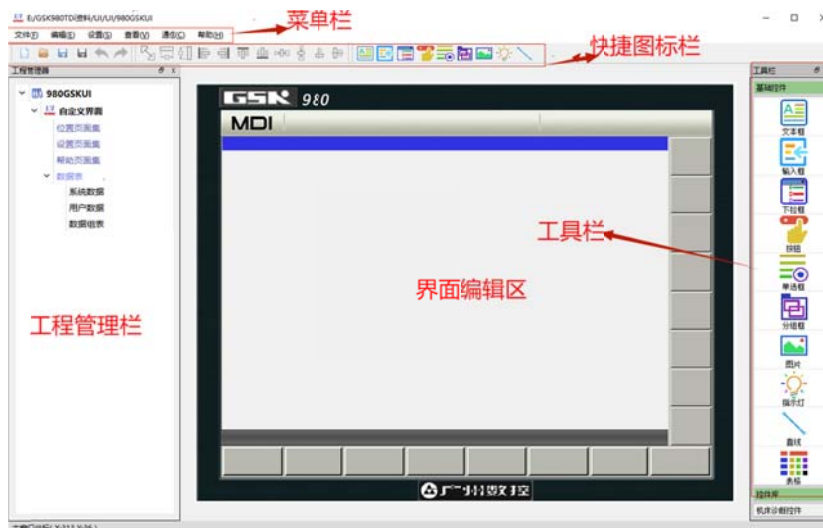 E:/GSK980TDi资料/UI/UI/980GSKUI
菜单栏
文件(F) 编辑(E) 设置(S) 查看(V) 通信(C) 帮助(H)
快捷图标栏
工程管理器
980GSKUI
自定义界面
位置页面集
设置页面集
帮助页面集
数据表
系统数据
用户数据
数据组表
工程管理栏
GSK 980
MDI
工具栏
界面编辑区
广州数控
工具栏
基础控件
文本框
输入框
下拉框
按钮
单选框
分组框
图片
指示灯
直线
表格
控件库
机床诊断控件